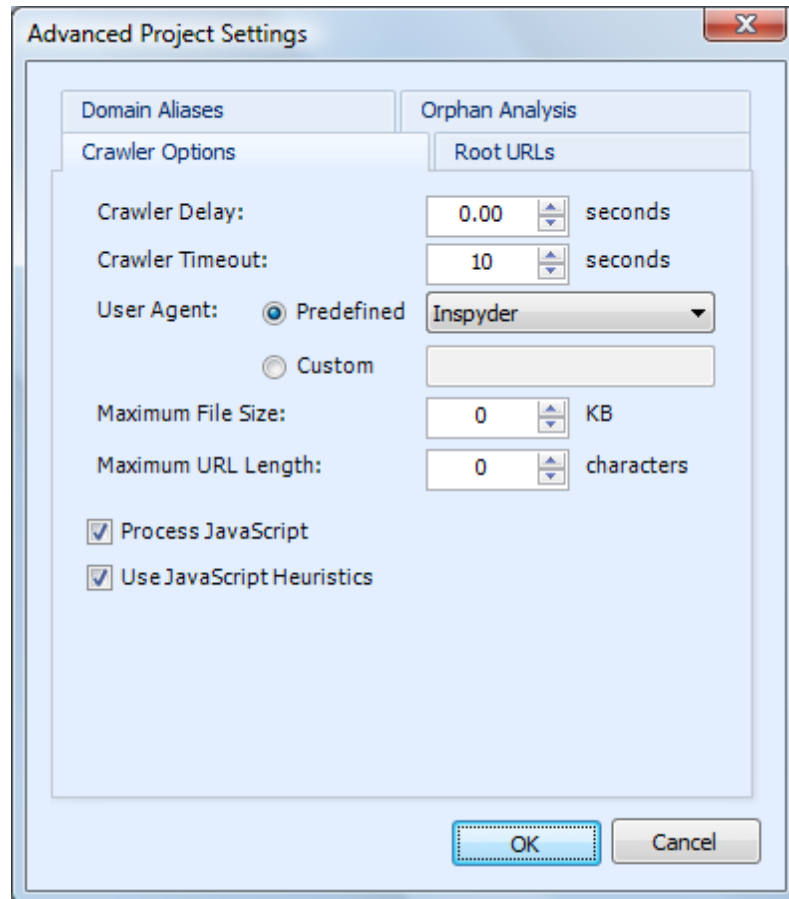 Advanced Project Settings
Domain Aliases Orphan Analysis
Crawler Options Root URLs
Crawler Delay: 0.00 seconds
Crawler Timeout: 10 seconds
User Agent: Predefined Inspyder
Custom
Maximum File Size: 0 KB
Maximum URL Length: 0 characters
Process JavaScript
Use JavaScript Heuristics
OK Cancel